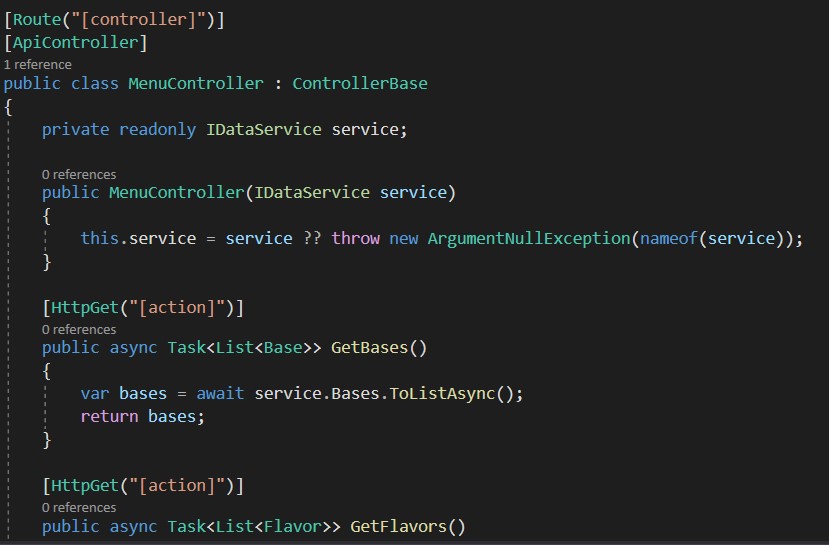 [Route("[controller]")]
[ApiController]
1 reference
public class MenuController : ControllerBase
{
private readonly IDataService service;
0 references
public MenuController(IDataService service)
{
this.service = service ?? throw new ArgumentNullException(nameof(service));
}
[HttpGet("[action]")]
0 references
public async Task<List<Base>> GetBases()
{
var bases = await service.Bases.ToListAsync();
return bases;
}
[HttpGet("[action]")]
0 references
public async Task<List<Flavor>> GetFlavors()